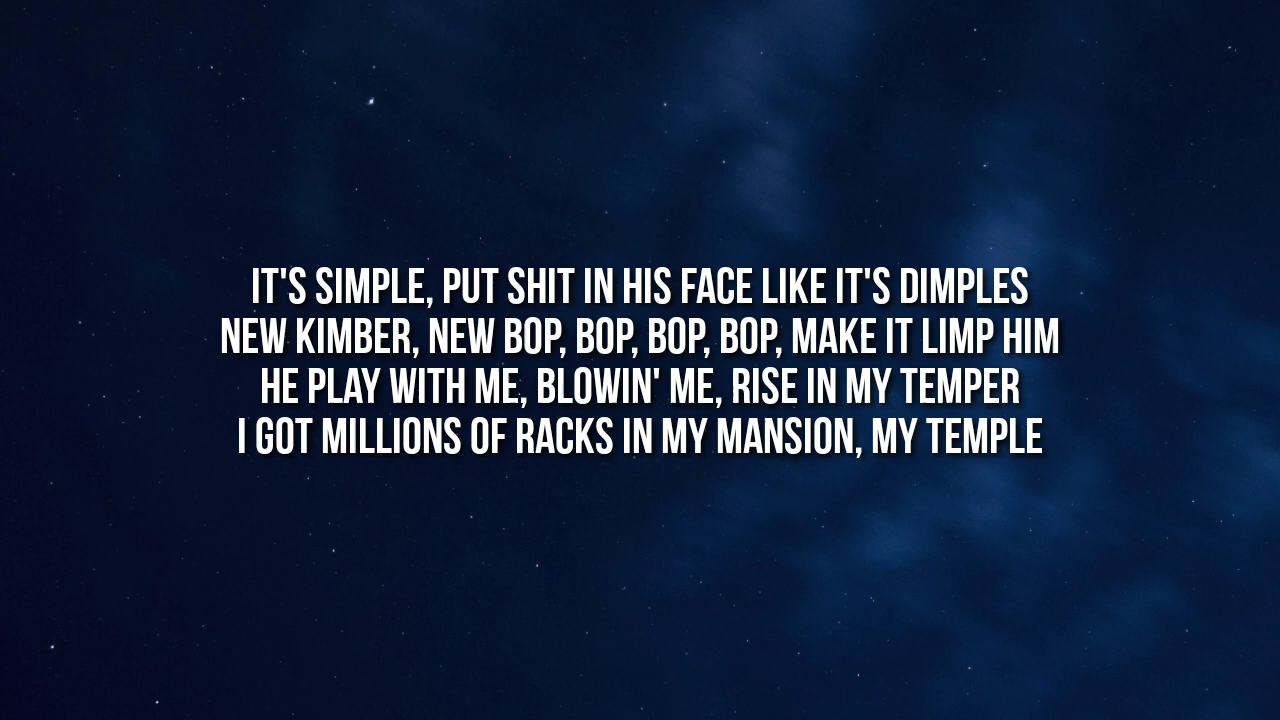 IT'S SIMPLE, PUT SHIT IN HIS FACE LIKE IT'S DIMPLES
NEW KIMBER, NEW BOP, BOP, BOP, BOP, MAKE IT LIMP HIM
HE PLAY WITH ME, BLOWIN' ME, RISE IN MY TEMPER
I GOT MILLIONS OF RACKS IN MY MANSION, MY TEMPLE